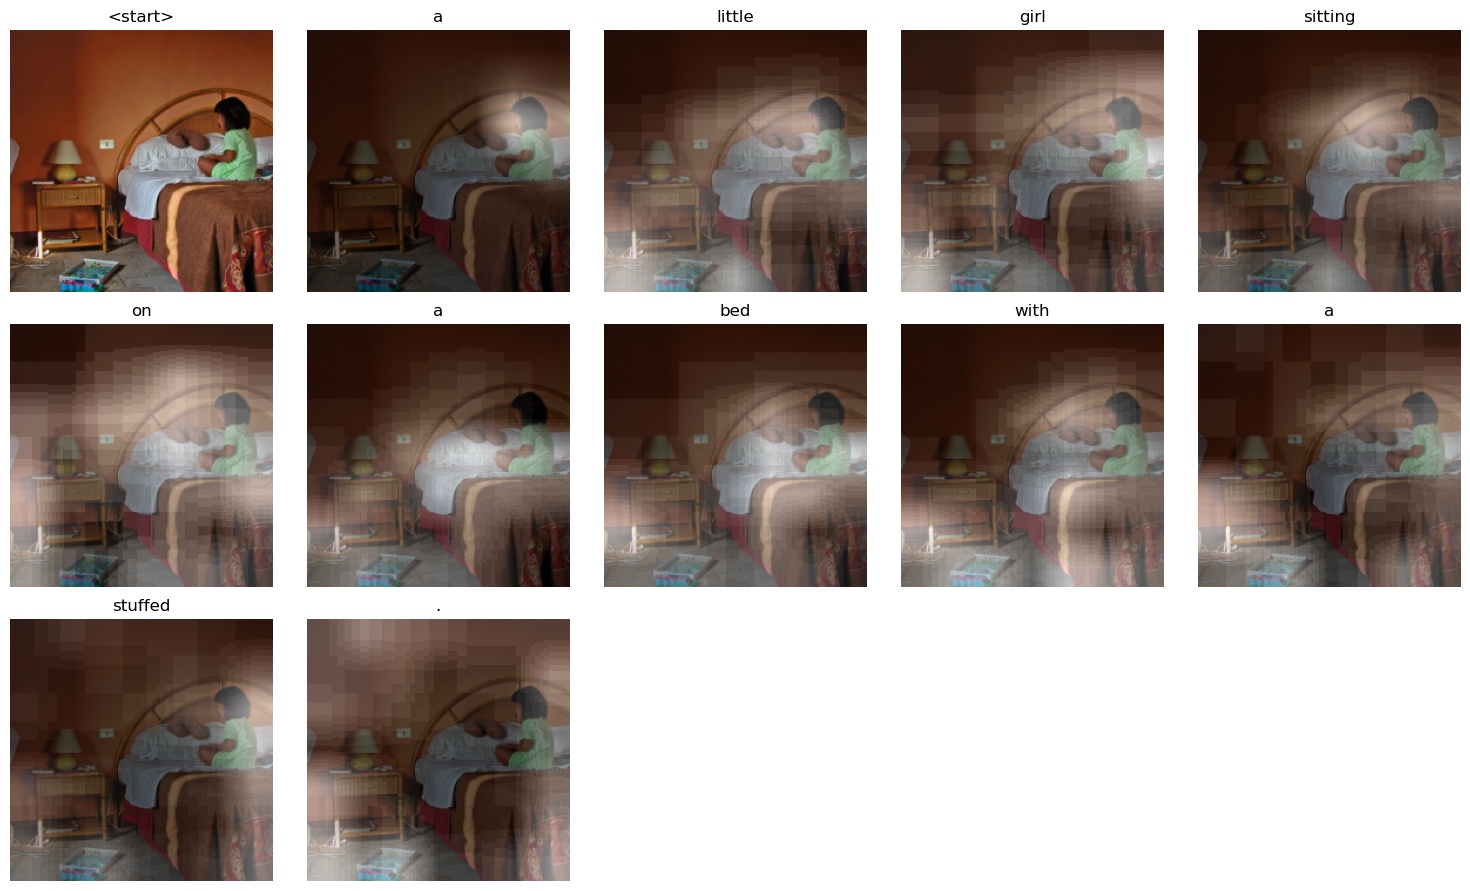 <start> a little girl sitting
on a bed with a
stuffed .